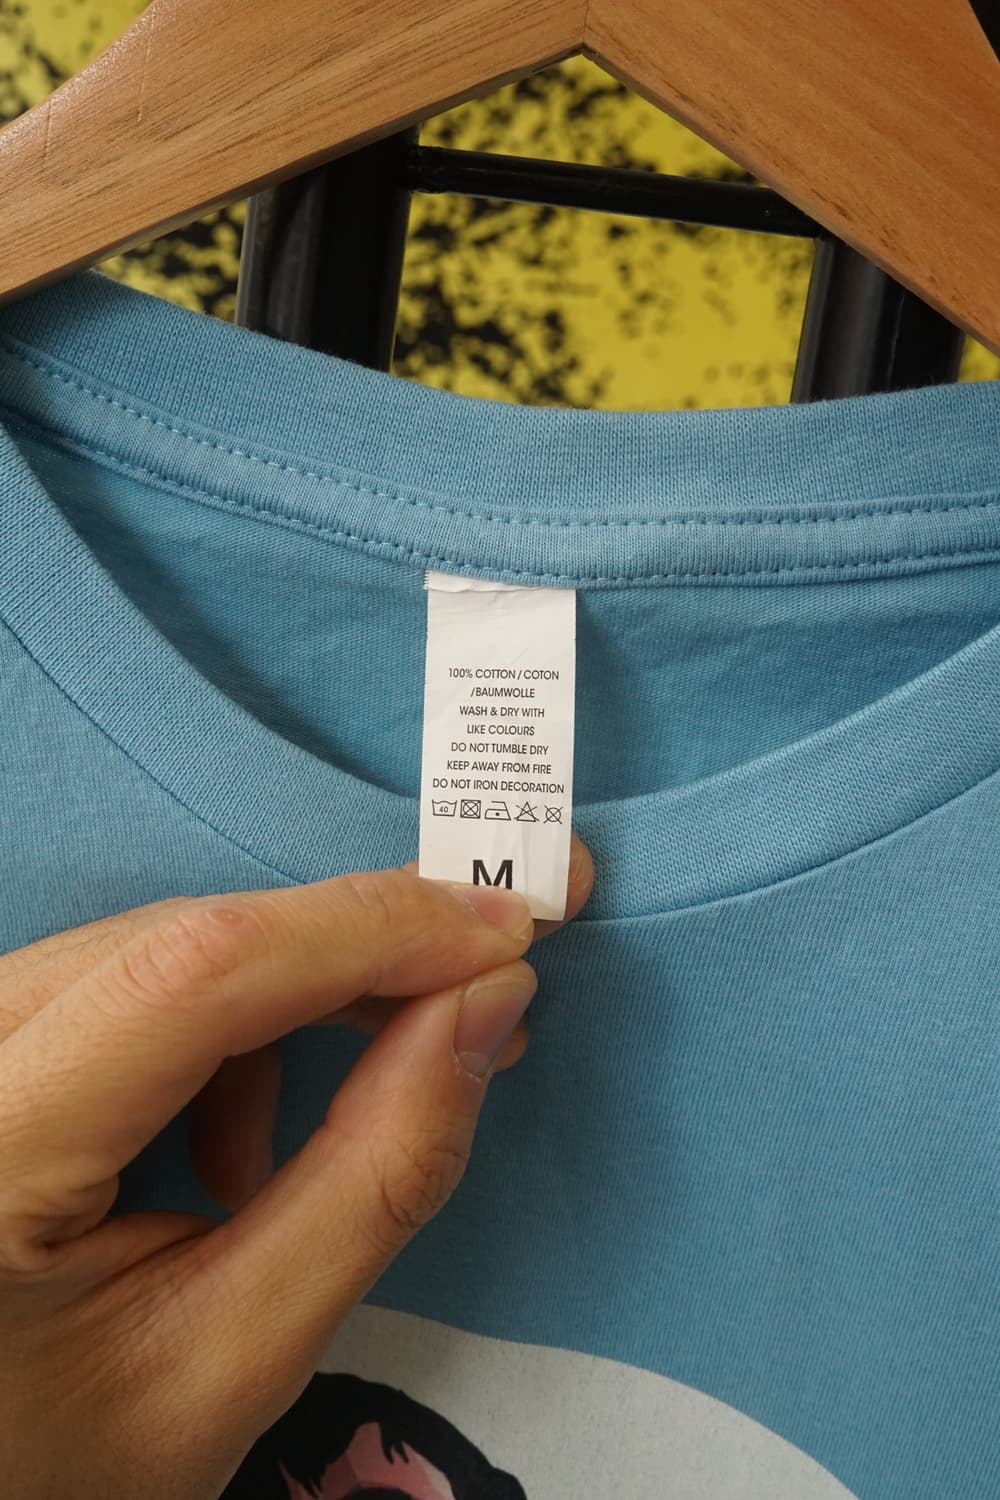 100% COTTON / COTON
/BAUMWOLLE
WASH & DRY WITH
LIKE COLOURS
DO NOT TUMBLE DRY
KEEP AWAY FROM FIRE
DO NOT IRON DECORATION
40
M